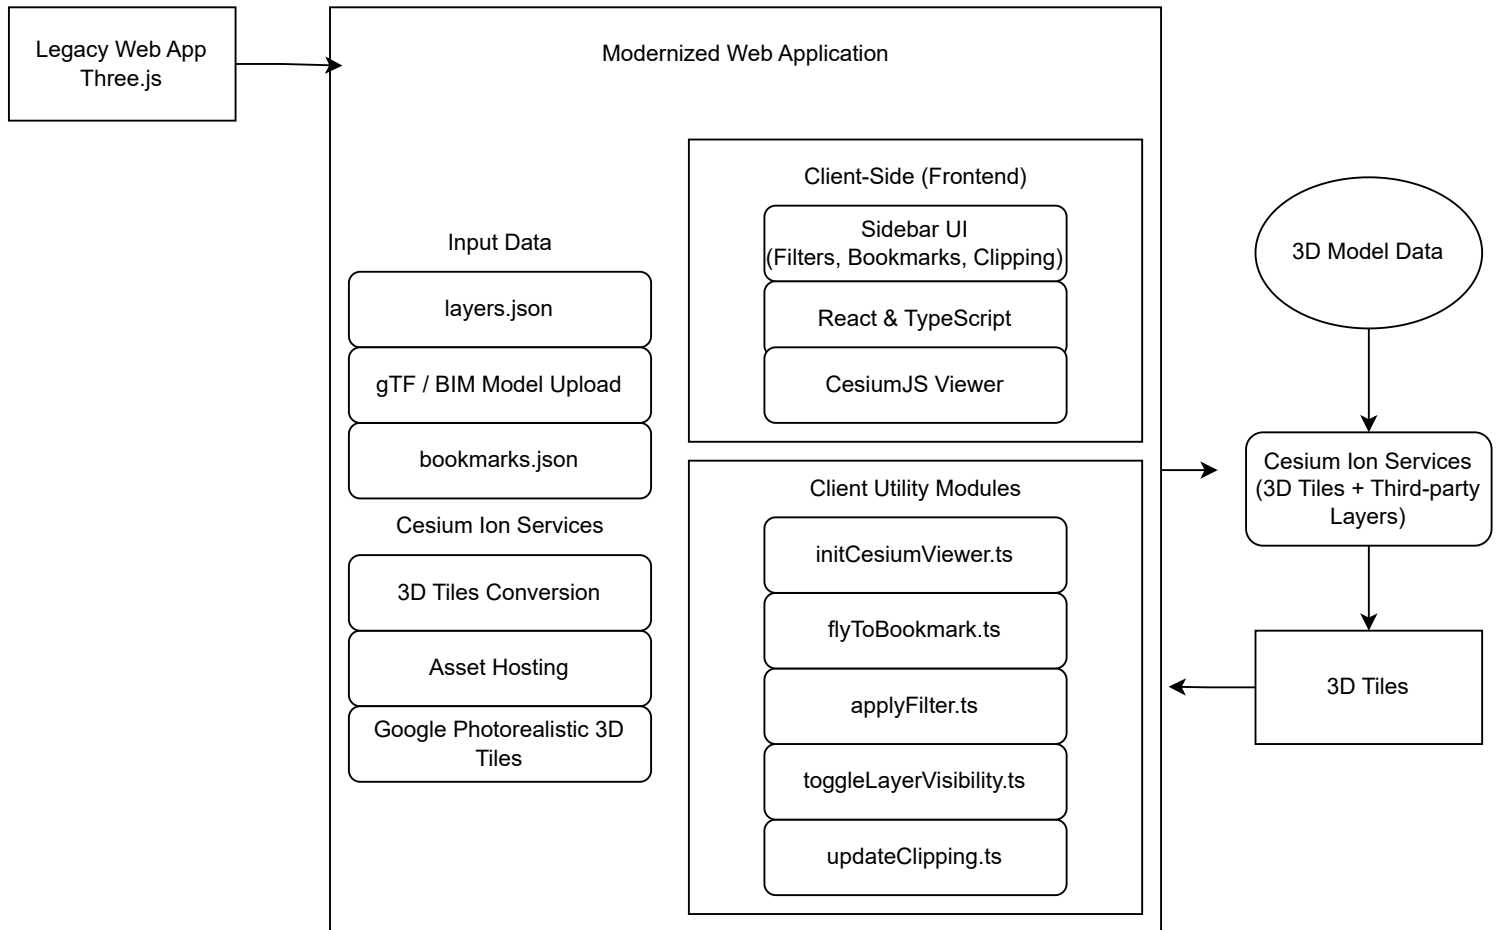 Legacy Web App
Three.js
Modernized Web Application
Input Data
layers.json
gTF / BIM Model Upload
bookmarks.json
Cesium Ion Services
3D Tiles Conversion
Asset Hosting
Google Photorealistic 3D
Tiles
Client-Side (Frontend)
Sidebar UI
(Filters, Bookmarks, Clipping)
React & TypeScript
CesiumJS Viewer
Client Utility Modules
initCesiumViewer.ts
flyToBookmark.ts
applyFilter.ts
toggleLayerVisibility.ts
updateClipping.ts
3D Model Data
Cesium Ion Services
(3D Tiles + Third-party
Layers)
3D Tiles